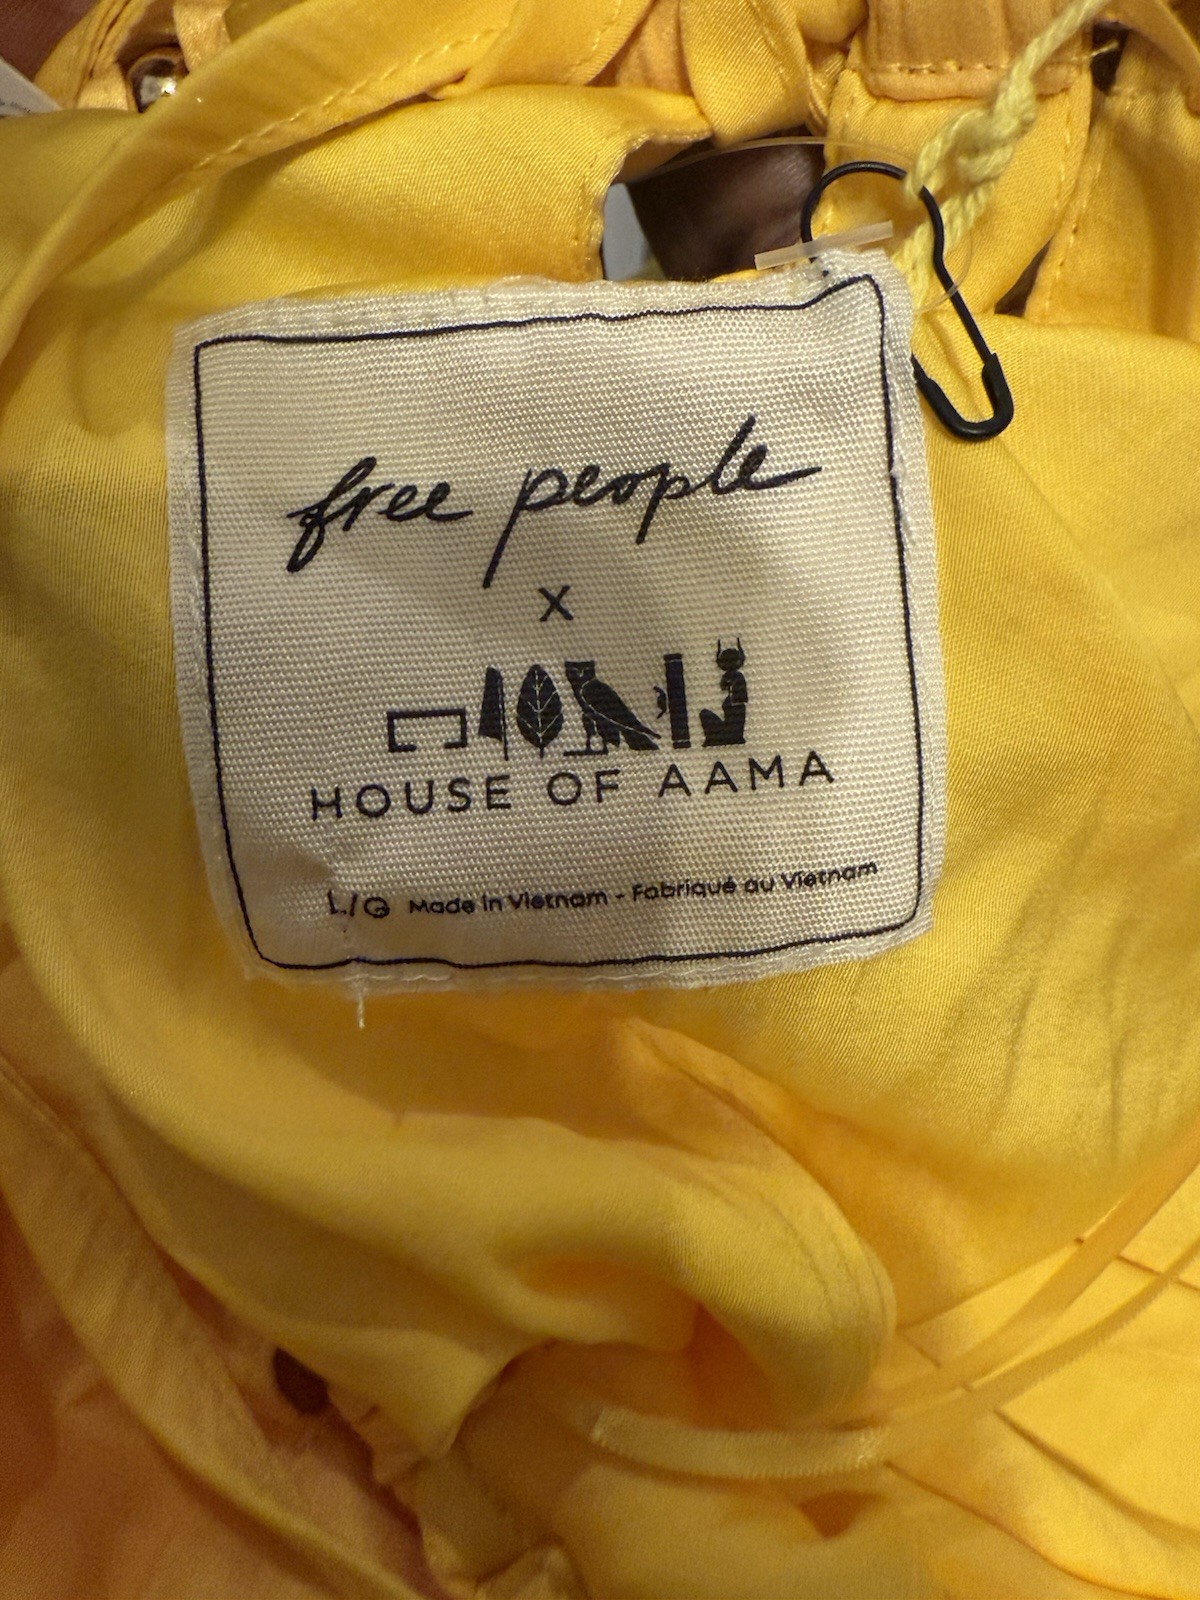 free people
x
HOUSE OF AAMA
L/G Made in Vietnam - Fabriqué au Vietnam